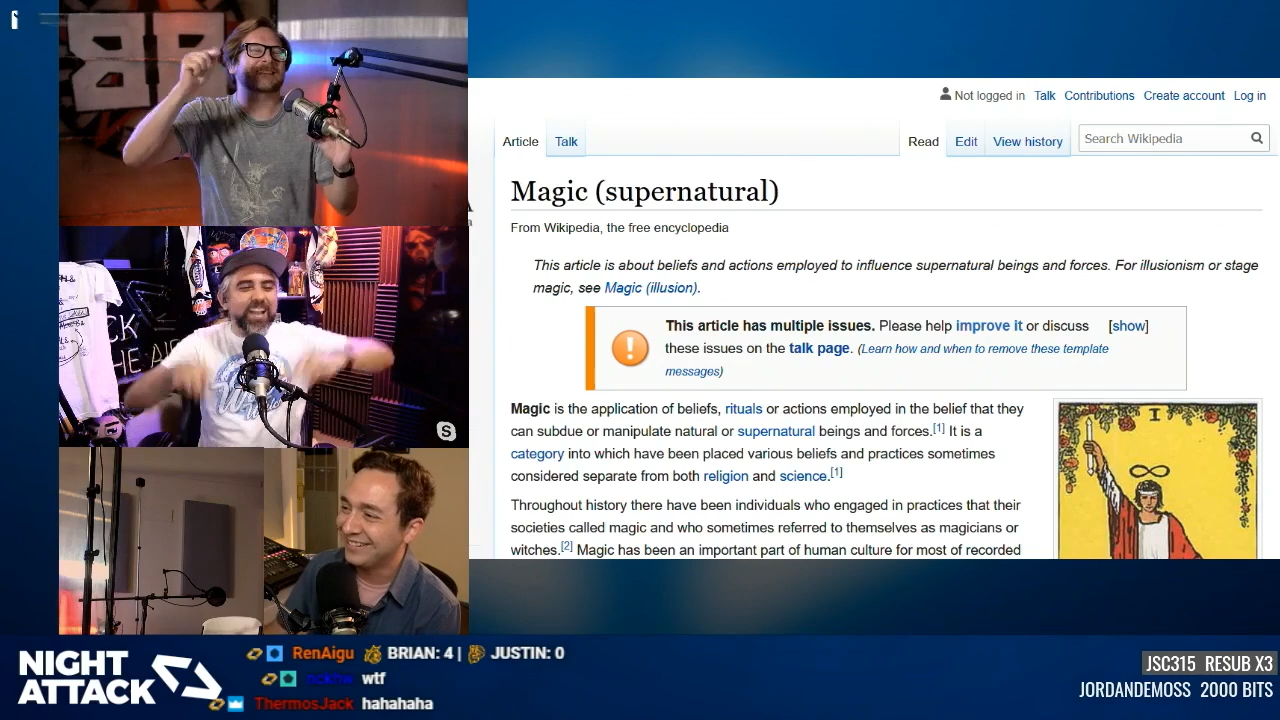 Not logged in Talk Contributions Create account Log in
Article Talk Read Edit View history Search Wikipedia
Magic (supernatural)
From Wikipedia, the free encyclopedia
This article is about beliefs and actions employed to influence supernatural beings and forces. For illusionism or stage
magic, see Magic (illusion).
This article has multiple issues. Please help improve it or discuss [show]
these issues on the talk page. (Learn how and when to remove these template
messages)
Magic is the application of beliefs, rituals or actions employed in the belief that they
can subdue or manipulate natural or supernatural beings and forces.[1] It is a
category into which have been placed various beliefs and practices sometimes
considered separate from both religion and science.[1]
Throughout history there have been individuals who engaged in practices that their
societies called magic and who sometimes referred to themselves as magicians or
witches.[2] Magic has been an important part of human culture for most of recorded
I
NIGHT
ATTACK
RenAigu BRIAN: 4 | JUSTIN: 0
wtf
ThermosJack hahahaha
JSC315 RESUB X3
JORDANDEMOSS 2000 BITS